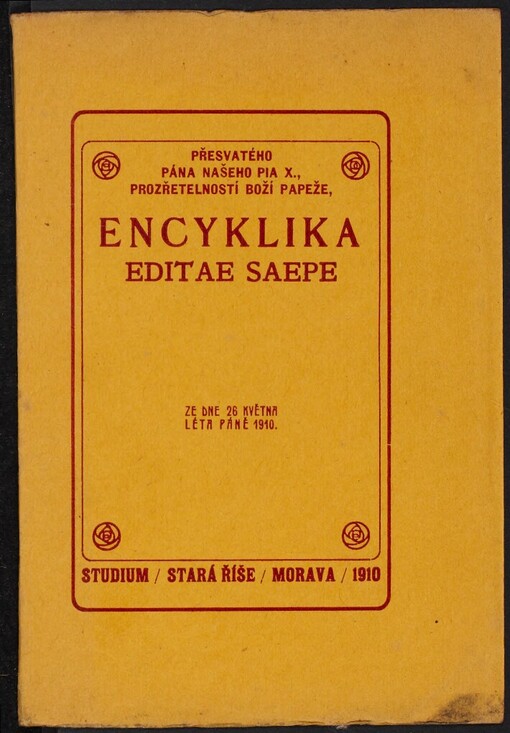 PŘESVATÉHO
PÁNA NAŠEHO PIA X.,
PROZŘETELNOSTÍ BOŽÍ PAPEŽE,
ENCYKLIKA
EDITAE SAEPE
ZE DNE 26 KVĚTNA
LÉTA PÁNĚ 1910.
STUDIUM / STARÁ ŘÍŠE / MORAVA / 1910